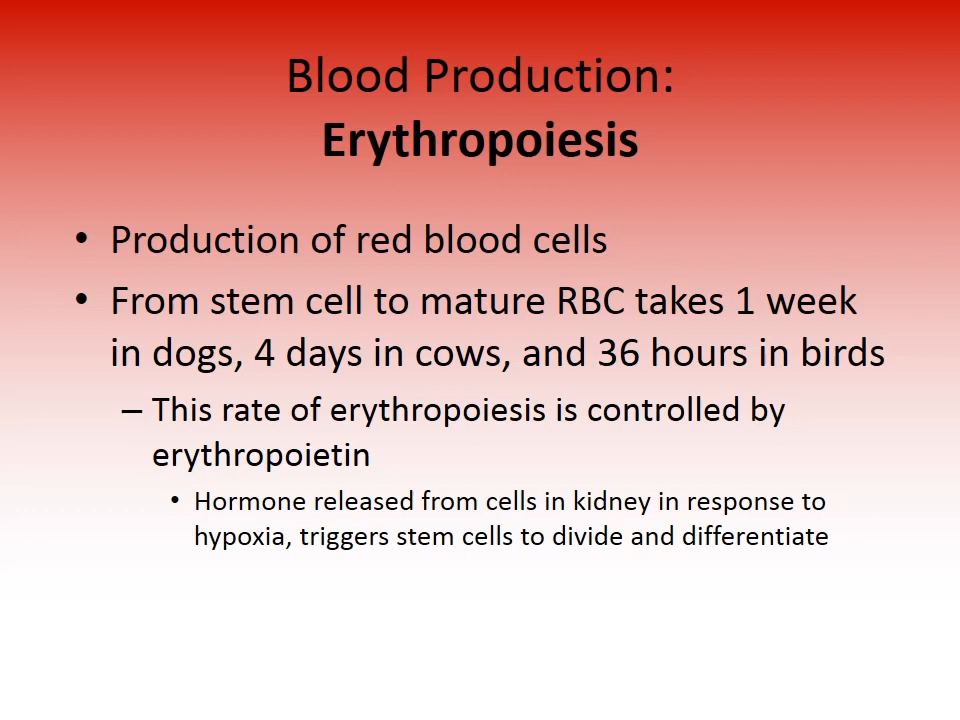 Blood Production:
Erythropoiesis
• Production of red blood cells
• From stem cell to mature RBC takes 1 week
in dogs, 4 days in cows, and 36 hours in birds
– This rate of erythropoiesis is controlled by
erythropoietin
• Hormone released from cells in kidney in response to
hypoxia, triggers stem cells to divide and differentiate